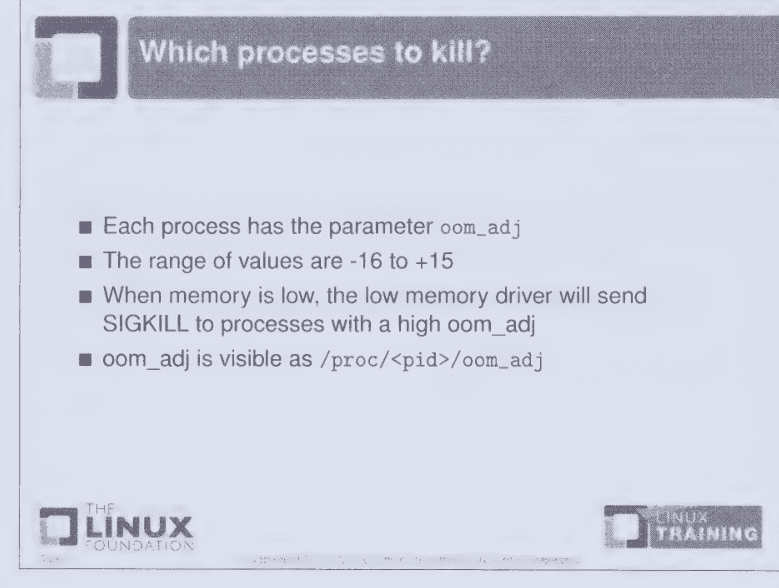 Which processes to kill?
Each process has the parameter oom_adj
The range of values are -16 to +15
When memory is low, the low memory driver will send
SIGKILL to processes with a high oom_adj
oom_adj is visible as /proc/<pid>/oom_adj
THE
LINUX
FOUNDATION
LINUX
TRAINING